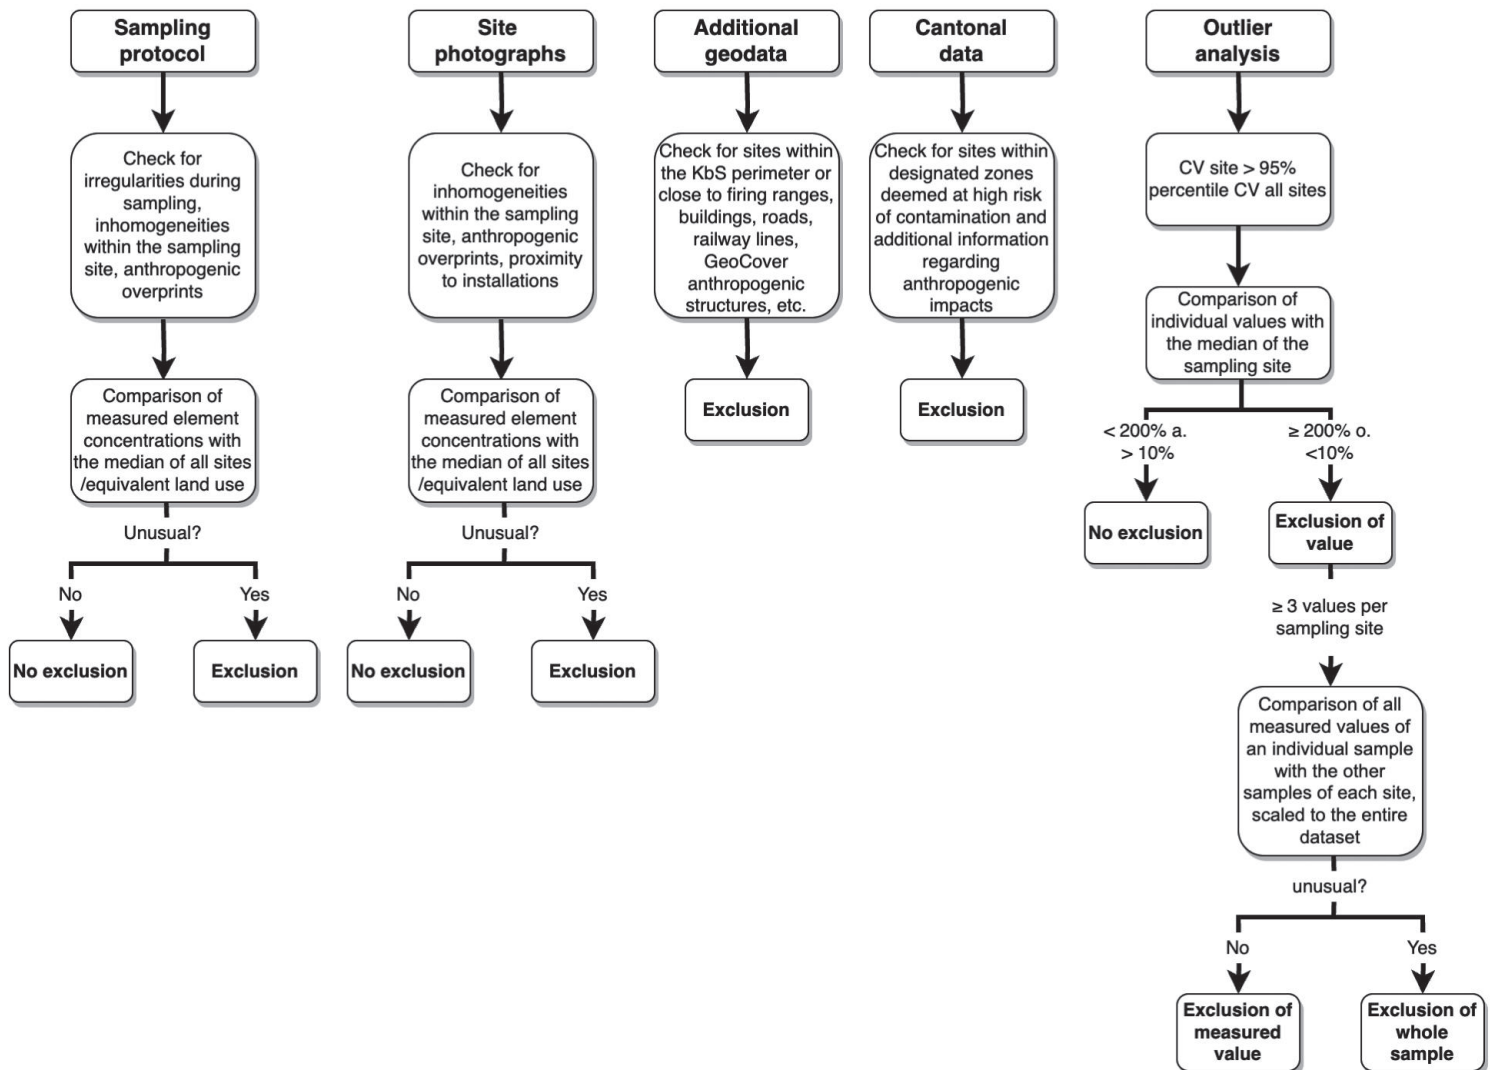 Sampling
protocol
Check for
irregularities during
sampling,
inhomogeneities
within the sampling
site, anthropogenic
overprints
Comparison of
measured element
concentrations with
the median of all sites
/equivalent land use
Unusual?
No
Yes
No exclusion
Exclusion
Site
photographs
Check for
inhomogeneities
within the sampling
site, anthropogenic
overprints, proximity
to installations
Comparison of
measured element
concentrations with
the median of all sites
/equivalent land use
Unusual?
No
Yes
No exclusion
Exclusion
Additional
geodata
Check for sites within
the KbS perimeter or
close to firing ranges,
buildings, roads,
railway lines,
GeoCover
anthropogenic
structures, etc.
Exclusion
Cantonal
data
Check for sites within
designated zones
deemed at high risk
of contamination and
additional information
regarding
anthropogenic
impacts
Exclusion
Outlier
analysis
CV site > 95%
percentile CV all sites
Comparison of
individual values with
the median of the
sampling site
< 200% a.
> 10%
≥ 200% o.
<10%
No exclusion
Exclusion of
value
≥ 3 values per
sampling site
Comparison of all
measured values of
an individual sample
with the other
samples of each site,
scaled to the entire
dataset
unusual?
No
Yes
Exclusion of
measured
value
Exclusion of
whole
sample